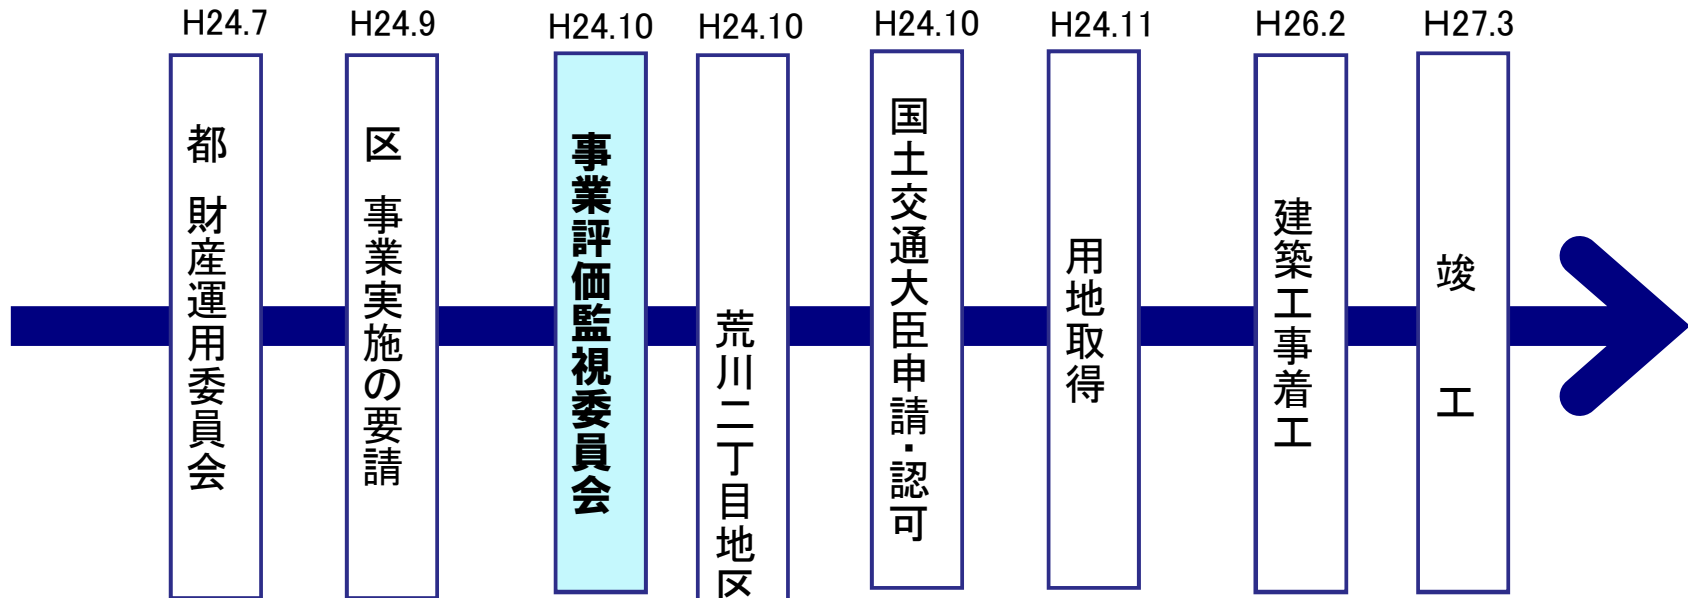 H24.7
都 財産運用委員会
H24.9
区 事業実施の要請
H24.10
事業評価監視委員会
H24.10
荒川二丁目地区
H24.10
国土交通大臣申請・認可
H24.11
用地取得
H26.2
建築工事着工
H27.3
竣 工